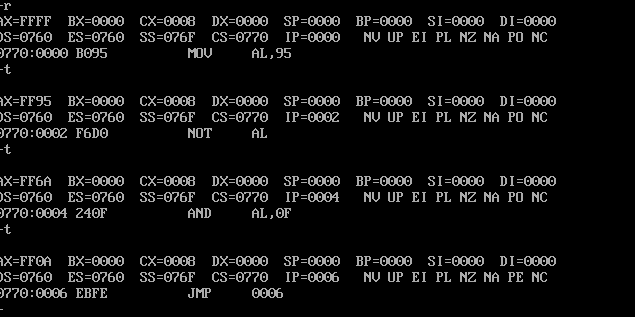 -r
AX=FFFF BX=0000 CX=0008 DX=0000 SP=0000 BP=0000 SI=0000 DI=0000
DS=0760 ES=0760 SS=076F CS=0770 IP=0000 NV UP EI PL NZ NA PO NC
0770:0000 B095 MOV AL,95
-t
AX=FF95 BX=0000 CX=0008 DX=0000 SP=0000 BP=0000 SI=0000 DI=0000
DS=0760 ES=0760 SS=076F CS=0770 IP=0002 NV UP EI PL NZ NA PO NC
0770:0002 F6D0 NOT AL
-t
AX=FF6A BX=0000 CX=0008 DX=0000 SP=0000 BP=0000 SI=0000 DI=0000
DS=0760 ES=0760 SS=076F CS=0770 IP=0004 NV UP EI PL NZ NA PO NC
0770:0004 240F AND AL,0F
-t
AX=FF0A BX=0000 CX=0008 DX=0000 SP=0000 BP=0000 SI=0000 DI=0000
DS=0760 ES=0760 SS=076F CS=0770 IP=0006 NV UP EI PL NZ NA PE NC
0770:0006 EBFE JMP 0006
-